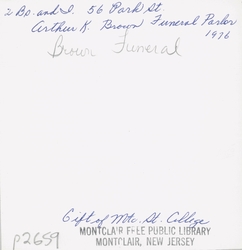 2 Bo. and I. 56 Park St.
Arthur K. Brown Funeral Parlor
1976
Brown Funeral
Gift of Mtc. St. College
MONTCLAIR FREE PUBLIC LIBRARY
MONTCLAIR, NEW JERSEY
p2659